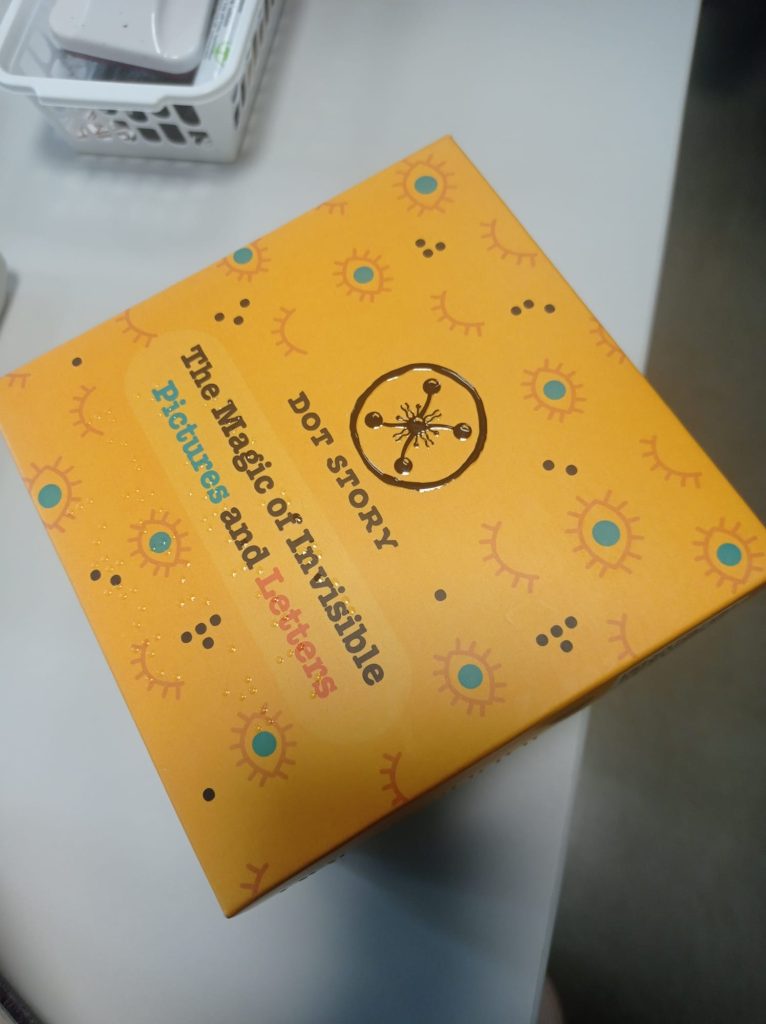 DOT STORY
The Magic of Invisible
Pictures and Letters